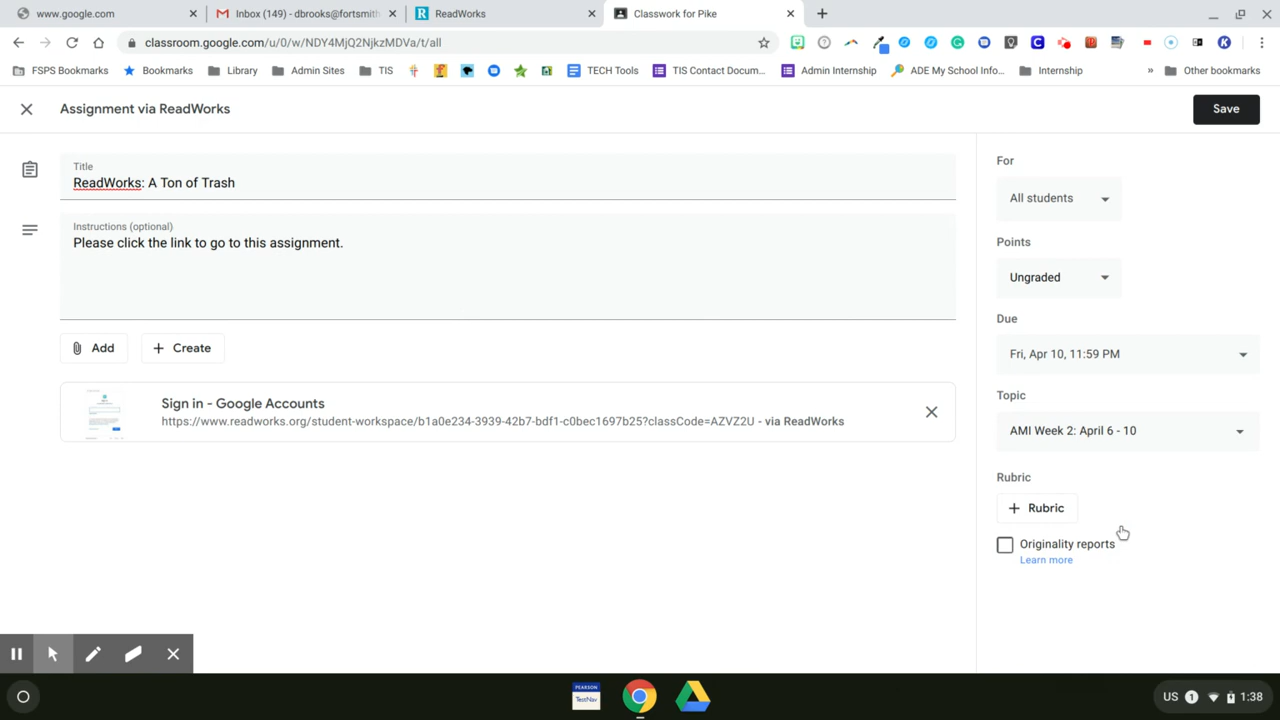 www.google.com
Inbox (149) - dbrooks@fortsmith
ReadWorks
Classwork for Pike
classroom.google.com/u/0/w/NDY4MjQ2NjkzMDVa/t/all
FSPS Bookmarks
Bookmarks
Library
Admin Sites
TIS
TECH Tools
TIS Contact Docum...
Admin Internship
ADE My School Info...
Internship
»
Other bookmarks
Assignment via ReadWorks
Save
Title
ReadWorks: A Ton of Trash
Instructions (optional)
Please click the link to go to this assignment.
Add
Create
Sign in - Google Accounts
https://www.readworks.org/student-workspace/b1a0e234-3939-42b7-bdf1-c0bec1697b25?classCode=AZVZ2U - via ReadWorks
For
All students
Points
Ungraded
Due
Fri, Apr 10, 11:59 PM
Topic
AMI Week 2: April 6 - 10
Rubric
+ Rubric
Originality reports
Learn more
PEARSON
TestNav
US 1 1:38